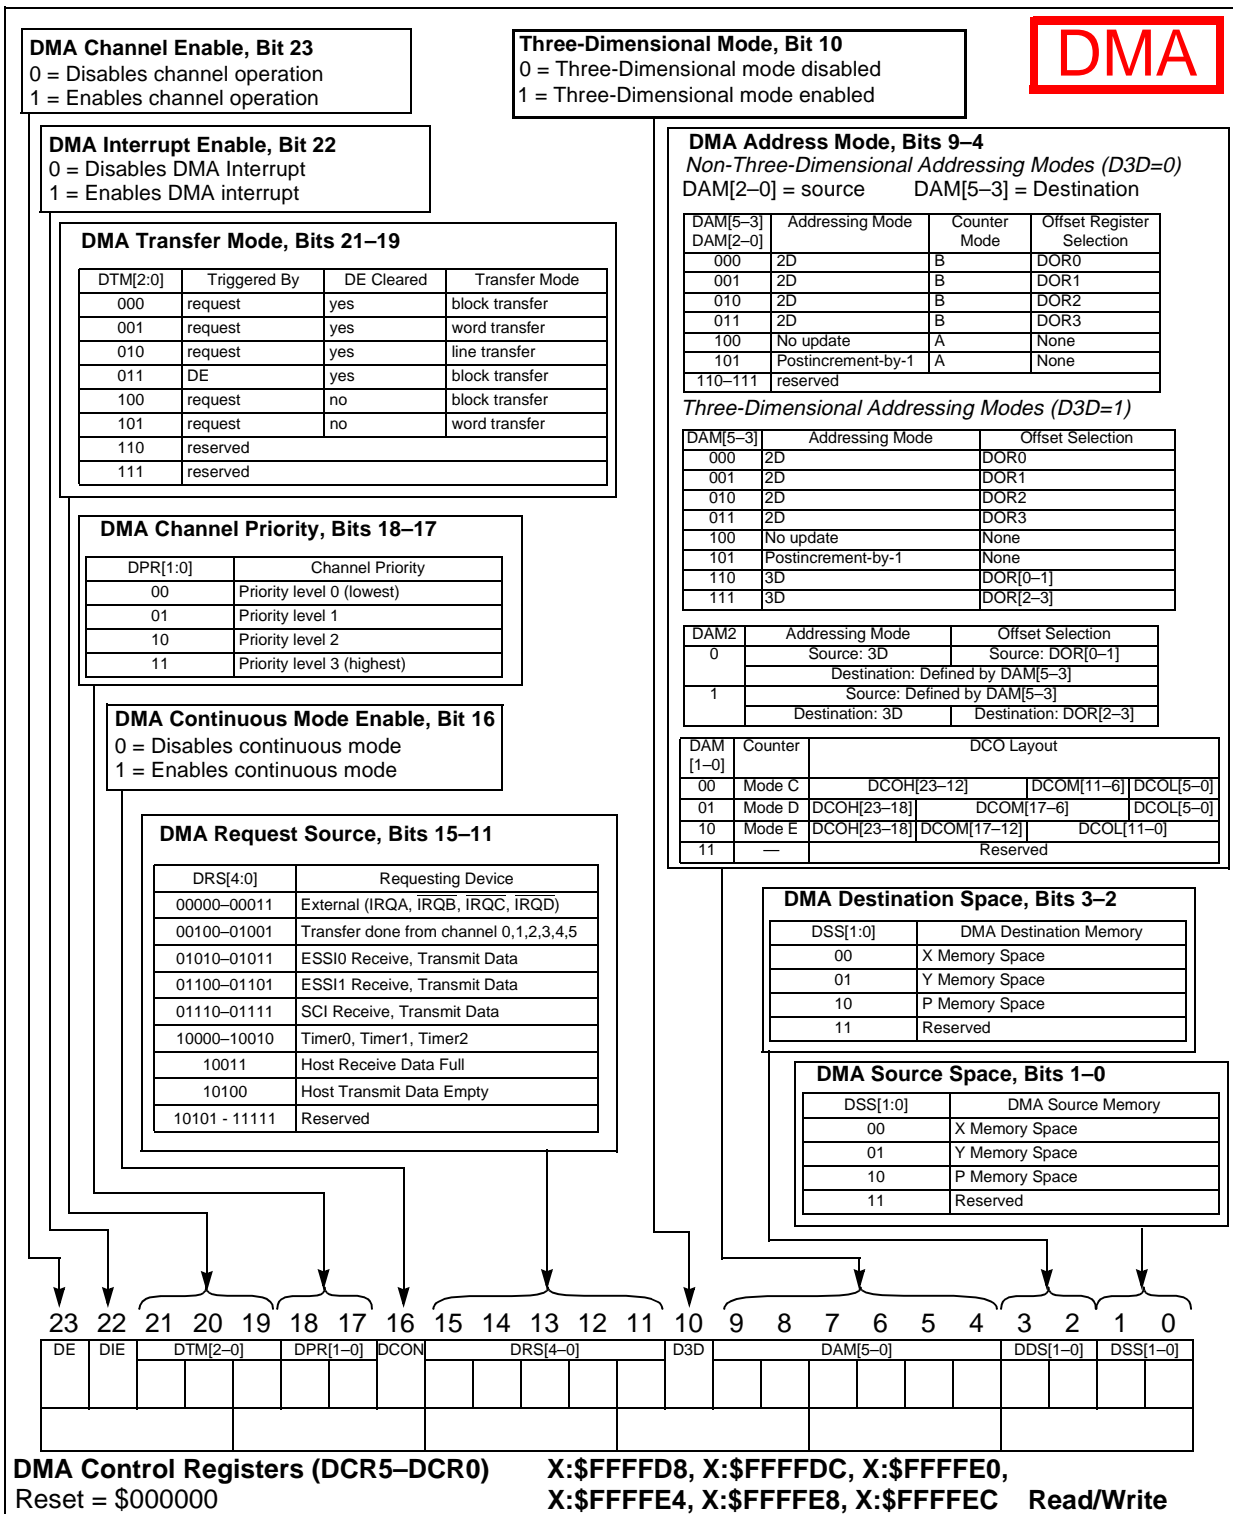 DMA Channel Enable, Bit 23
0 = Disables channel operation
1 = Enables channel operation
Three-Dimensional Mode, Bit 10
0 = Three-Dimensional mode disabled
1 = Three-Dimensional mode enabled
DMA
DMA Interrupt Enable, Bit 22
0 = Disables DMA Interrupt
1 = Enables DMA interrupt
DMA Transfer Mode, Bits 21–19
DTM[2:0] Triggered By DE Cleared Transfer Mode
000 request yes block transfer
001 request yes word transfer
010 request yes line transfer
011 DE yes block transfer
100 request no block transfer
101 request no word transfer
110 reserved
111 reserved
DMA Channel Priority, Bits 18–17
DPR[1:0] Channel Priority
00 Priority level 0 (lowest)
01 Priority level 1
10 Priority level 2
11 Priority level 3 (highest)
DMA Continuous Mode Enable, Bit 16
0 = Disables continuous mode
1 = Enables continuous mode
DMA Request Source, Bits 15–11
DRS[4:0] Requesting Device
00000–00011 External (IRQA, IRQB, IRQC, IRQD)
00100–01001 Transfer done from channel 0,1,2,3,4,5
01010–01011 ESSI0 Receive, Transmit Data
01100–01101 ESSI1 Receive, Transmit Data
01110–01111 SCI Receive, Transmit Data
10000–10010 Timer0, Timer1, Timer2
10011 Host Receive Data Full
10100 Host Transmit Data Empty
10101 - 11111 Reserved
DMA Address Mode, Bits 9–4
Non-Three-Dimensional Addressing Modes (D3D=0)
DAM[2–0] = source DAM[5–3] = Destination
DAM[5–3] Addressing Mode Counter Offset Register
DAM[2–0] Mode Selection
000 2D B DOR0
001 2D B DOR1
010 2D B DOR2
011 2D B DOR3
100 No update A None
101 Postincrement-by-1 A None
110–111 reserved
Three-Dimensional Addressing Modes (D3D=1)
DAM[5–3] Addressing Mode Offset Selection
000 2D DOR0
001 2D DOR1
010 2D DOR2
011 2D DOR3
100 No update None
101 Postincrement-by-1 None
110 3D DOR[0–1]
111 3D DOR[2–3]
DAM2 Addressing Mode Offset Selection
0 Source: 3D Source: DOR[0–1]
Destination: Defined by DAM[5–3]
1 Source: Defined by DAM[5–3]
Destination: 3D Destination: DOR[2–3]
DAM Counter DCO Layout
[1–0]
00 Mode C DCOH[23–12] DCOM[11–6] DCOL[5–0]
01 Mode D DCOH[23–18] DCOM[17–6] DCOL[5–0]
10 Mode E DCOH[23–18] DCOM[17–12] DCOL[11–0]
11 — Reserved
DMA Destination Space, Bits 3–2
DSS[1:0] DMA Destination Memory
00 X Memory Space
01 Y Memory Space
10 P Memory Space
11 Reserved
DMA Source Space, Bits 1–0
DSS[1:0] DMA Source Memory
00 X Memory Space
01 Y Memory Space
10 P Memory Space
11 Reserved
23 22 21 20 19 18 17 16 15 14 13 12 11 10 9 8 7 6 5 4 3 2 1 0
DE DIE DTM[2–0] DPR[1–0] DCON DRS[4–0] D3D DAM[5–0] DDS[1–0] DSS[1–0]
DMA Control Registers (DCR5–DCR0) X:$FFFFD8, X:$FFFFDC, X:$FFFFE0,
Reset = $000000 X:$FFFFE4, X:$FFFFE8, X:$FFFFEC Read/Write